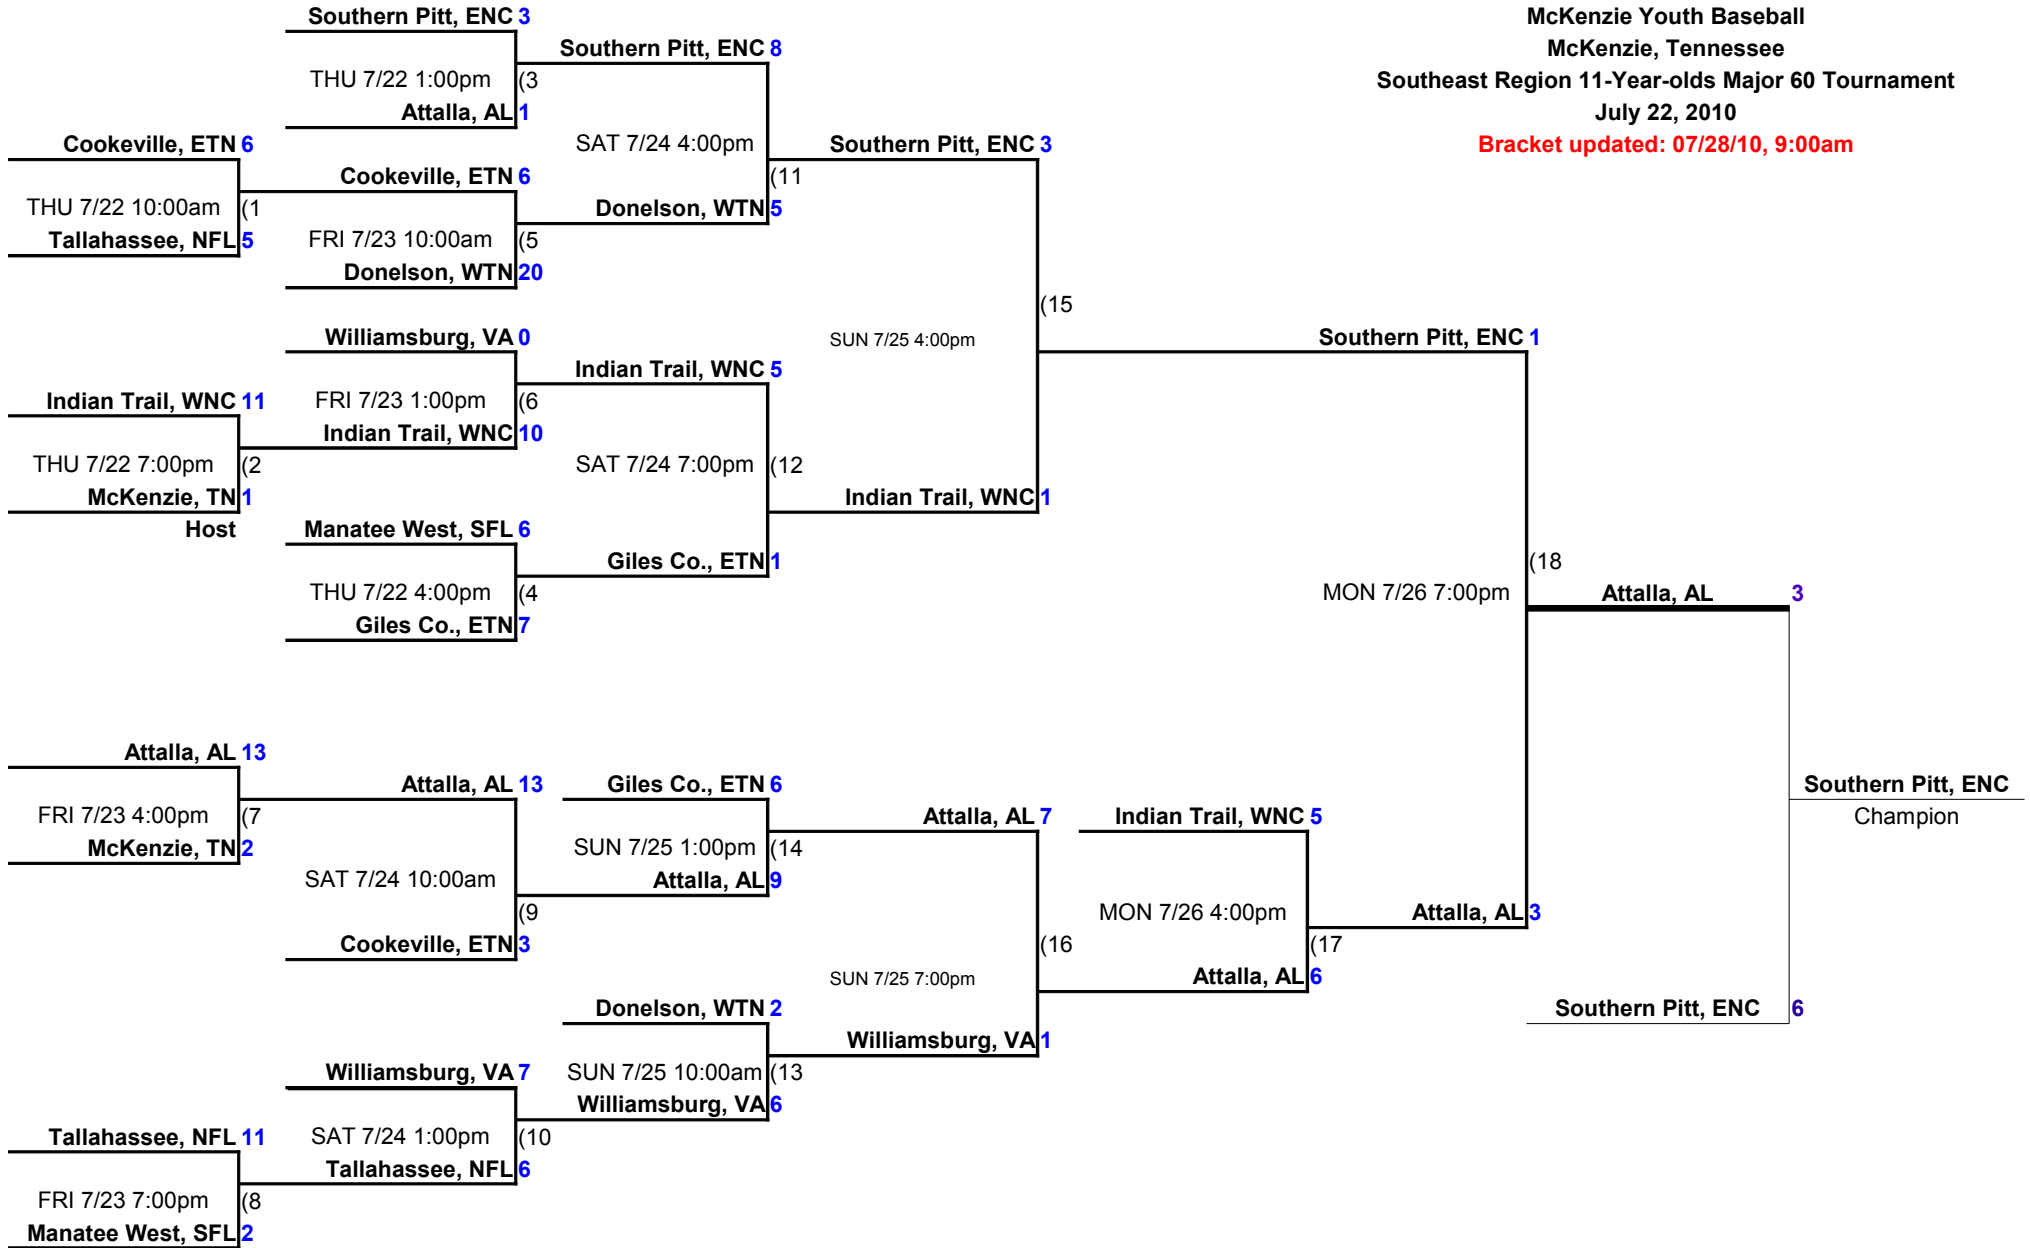 McKenzie Youth Baseball
McKenzie, Tennessee
Southeast Region 11-Year-olds Major 60 Tournament
July 22, 2010
Bracket updated: 07/28/10, 9:00am
Southern Pitt, ENC 3
THU 7/22 1:00pm (3
Attalla, AL 1
Cookeville, ETN 6
THU 7/22 10:00am (1
Tallahassee, NFL 5
Cookeville, ETN 6
FRI 7/23 10:00am (5
Donelson, WTN 20
Williamsburg, VA 0
FRI 7/23 1:00pm (6
Indian Trail, WNC 10
Indian Trail, WNC 11
THU 7/22 7:00pm (2
McKenzie, TN 1
Host
Manatee West, SFL 6
THU 7/22 4:00pm (4
Giles Co., ETN 7
Southern Pitt, ENC 8
SAT 7/24 4:00pm
(11
Donelson, WTN 5
Indian Trail, WNC 5
SAT 7/24 7:00pm (12
Giles Co., ETN 1
Southern Pitt, ENC 3
(15
SUN 7/25 4:00pm
Indian Trail, WNC 1
Southern Pitt, ENC 1
(18
MON 7/26 7:00pm
Attalla, AL 3
Attalla, AL 13
FRI 7/23 4:00pm (7
McKenzie, TN 2
Attalla, AL 13
SAT 7/24 10:00am
(9
Cookeville, ETN 3
Giles Co., ETN 6
SUN 7/25 1:00pm (14
Attalla, AL 9
Attalla, AL 7
(16
SUN 7/25 7:00pm
Williamsburg, VA 1
Indian Trail, WNC 5
MON 7/26 4:00pm
(17
Attalla, AL 6
Attalla, AL 3
Donelson, WTN 2
SUN 7/25 10:00am (13
Williamsburg, VA 6
Williamsburg, VA 7
SAT 7/24 1:00pm (10
Tallahassee, NFL 6
Tallahassee, NFL 11
FRI 7/23 7:00pm (8
Manatee West, SFL 2
Southern Pitt, ENC
Champion
Southern Pitt, ENC 6